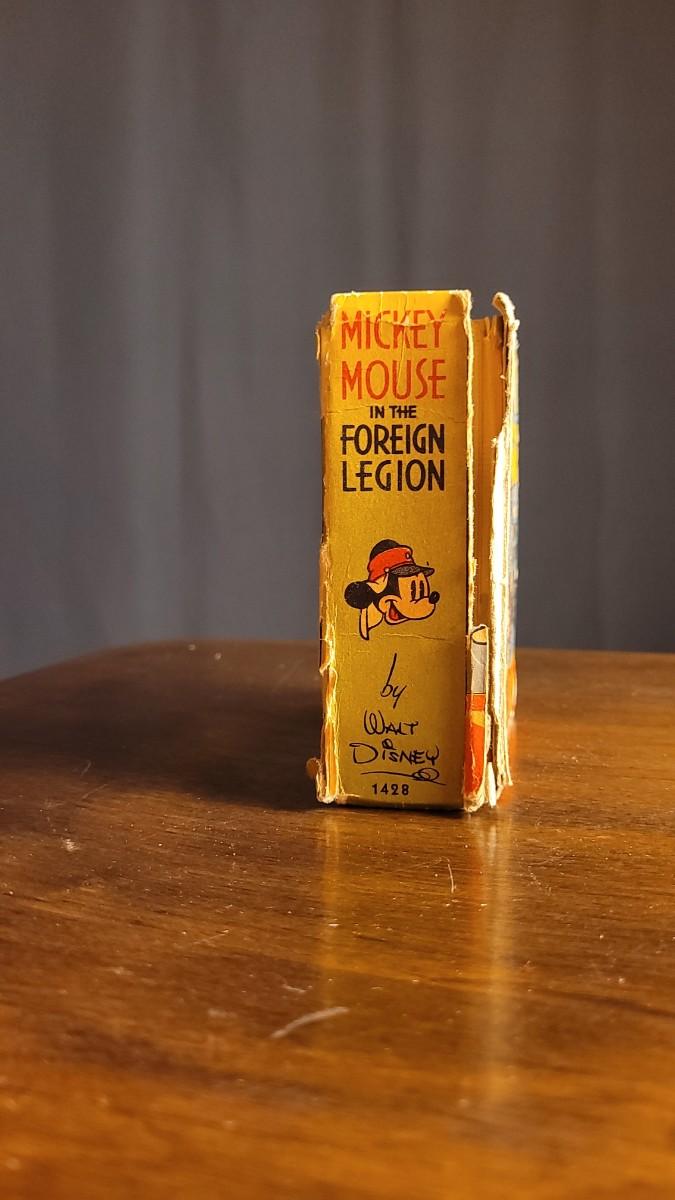 MICKEY
MOUSE
IN THE
FOREIGN
LEGION
by
WALT
DISNEY
1428